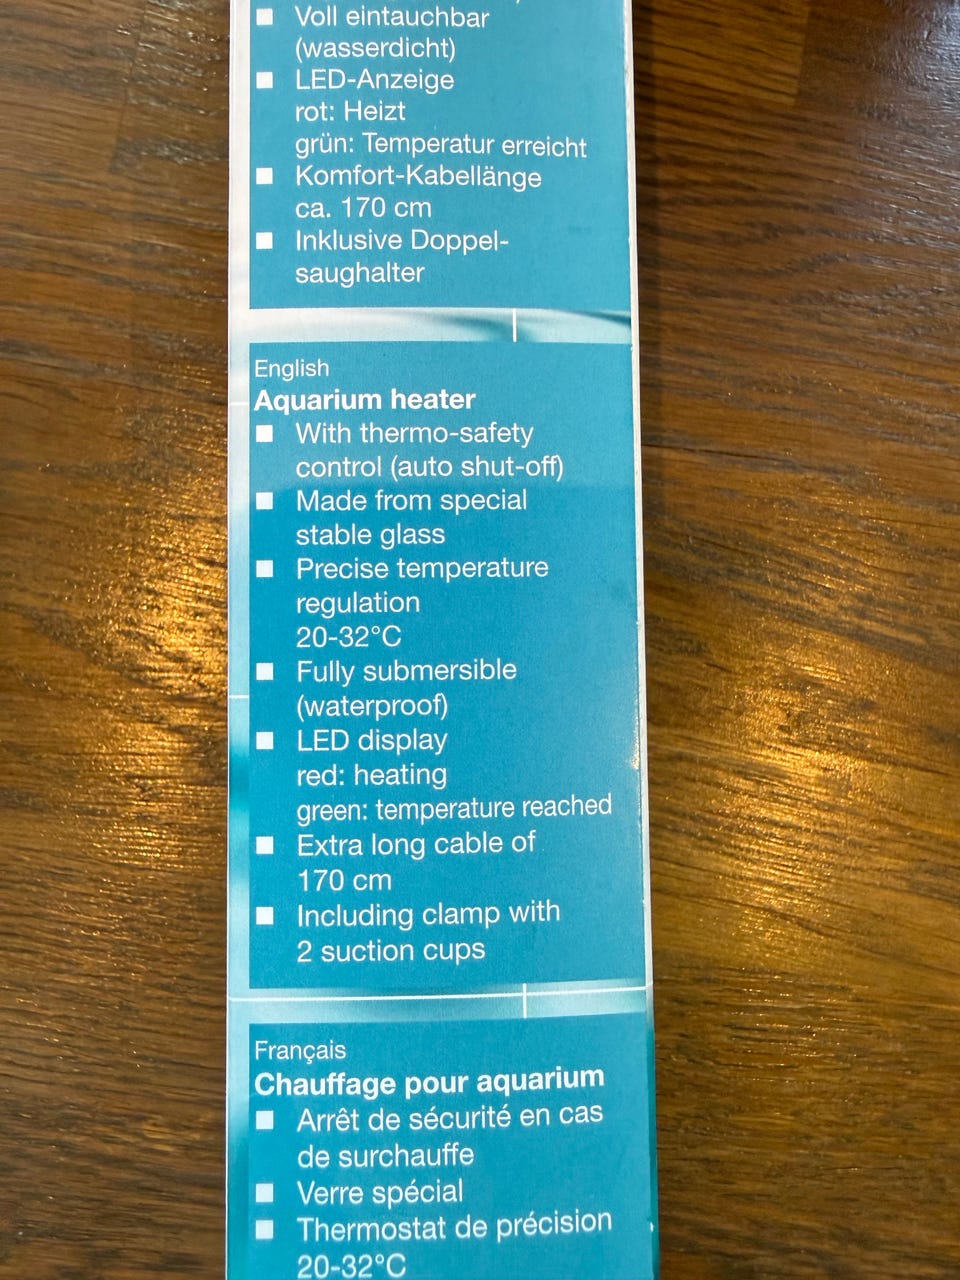 Voll eintauchbar
(wasserdicht)
LED-Anzeige
rot: Heizt
grün: Temperatur erreicht
Komfort-Kabellänge
ca. 170 cm
Inklusive Doppel-
saughalter
English
Aquarium heater
With thermo-safety
control (auto shut-off)
Made from special
stable glass
Precise temperature
regulation
20-32°C
Fully submersible
(waterproof)
LED display
red: heating
green: temperature reached
Extra long cable of
170 cm
Including clamp with
2 suction cups
Français
Chauffage pour aquarium
Arrêt de sécurité en cas
de surchauffe
Verre spécial
Thermostat de précision
20-32°C